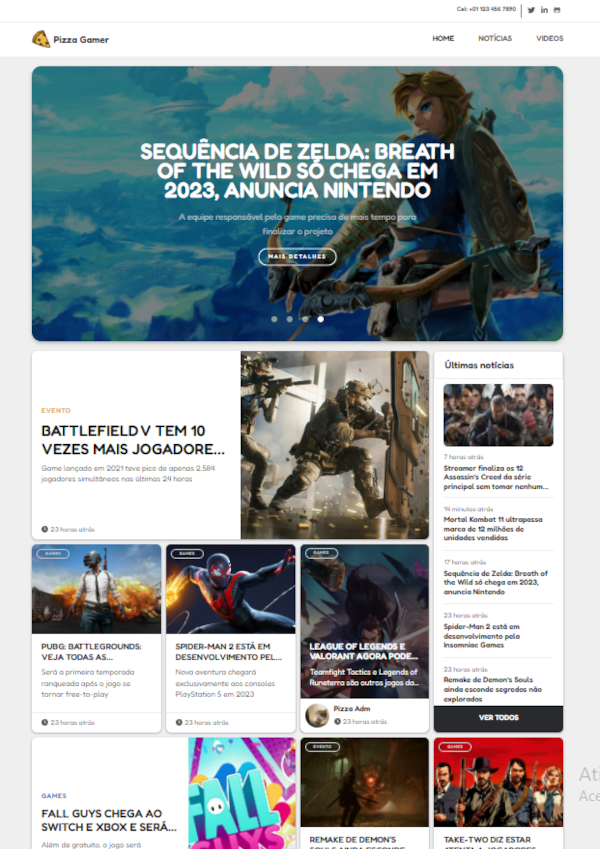 Cel: +01 123 456 7890
Pizza Gamer
HOME
NOTÍCIAS
VIDEOS
SEQUÊNCIA DE ZELDA: BREATH
OF THE WILD SÓ CHEGA EM
2023, ANUNCIA NINTENDO
A equipe responsável pelo game precisa de mais tempo para
finalizar o projeto
MAIS DETALHES
EVENTO
BATTLEFIELD V TEM 10
VEZES MAIS JOGADORE...
Game lançado em 2021 teve pico de apenas 2.584
jogadores simultâneos nas últimas 24 horas
23 horas atrás
Últimas notícias
7 horas atrás
Streamer finaliza os 12
Assassin's Creed da série
principal sem tomar nenhum...
19 minutos atrás
Mortal Kombat 11 ultrapassa
marca de 12 milhões de
unidades vendidas
17 horas atrás
Sequência de Zelda: Breath of
the Wild só chega em 2023,
anuncia Nintendo
23 horas atrás
Spider-Man 2 está em
desenvolvimento pela
Insomniac Games
23 horas atrás
Remake de Demon's Souls
ainda esconde segredos não
explorados
VER TODOS
GAMES
PUBG: BATTLEGROUNDS:
VEJA TODAS AS...
Será a primeira temporada
ranqueada após o jogo se
tornar free-to-play
23 horas atrás
GAMES
SPIDER-MAN 2 ESTÁ EM
DESENVOLVIMENTO PEL...
Nova aventura chegará
exclusivamente aos consoles
PlayStation 5 em 2023
23 horas atrás
GAMES
LEAGUE OF LEGENDS E
VALORANT AGORA PODE...
Teamfight Tactics e Legends of
Runeterra são outros jogos da...
Pizza Adm
23 horas atrás
GAMES
FALL GUYS CHEGA AO
SWITCH E XBOX E SERÁ...
Além de gratuito, o jogo será
FALL
GUYS
EVENTO
REMAKE DE DEMON'S
SOULS AINDA ESCONDE
GAMES
TAKE-TWO DIZ ESTAR
ATENTA A JOGADORES
Ati
Ace